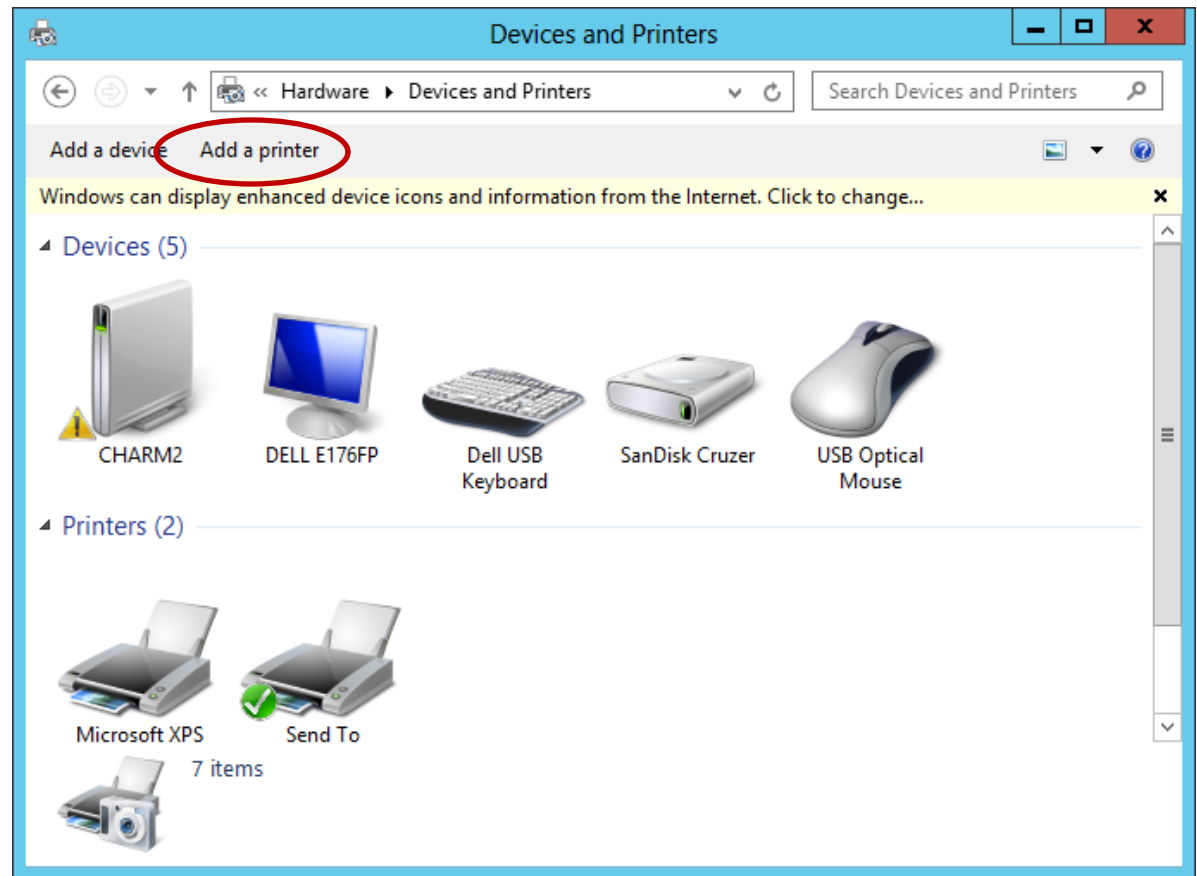 Devices and Printers
« Hardware Devices and Printers
Search Devices and Printers
Add a device Add a printer
Windows can display enhanced device icons and information from the Internet. Click to change...
Devices (5)
CHARM2
DELL E176FP
Dell USB
Keyboard
SanDisk Cruzer
USB Optical
Mouse
Printers (2)
Microsoft XPS
Send To
7 items